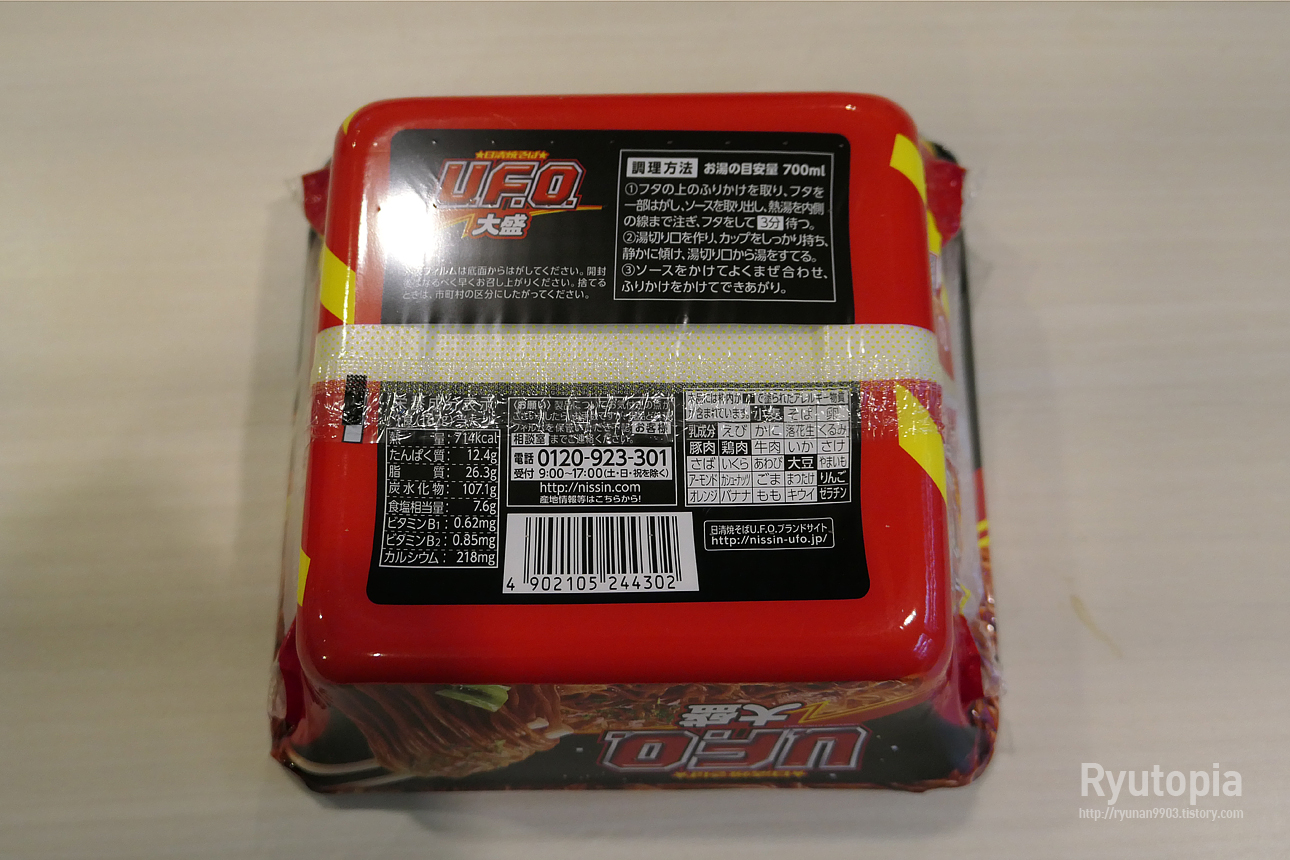 日清焼そば
U.F.O.
大盛
調理方法 お湯の目安量 700ml
①フタの上のふりかけを取り、フタを
一部はがし、ソースを取り出し、熱湯を内側
の線まで注ぎ、フタをして 3分 待つ。
②湯切り口を作り、カップをしっかり持ち、
静かに傾け、湯切り口から湯をすてる。
③ソースをかけてよくまぜ合わせ、
ふりかけをかけてできあがり。
フィルムは底面からはがしてください。開封
なるべく早くお召し上がりください。捨てる
ときは、市町村の区分にしたがってください。
量: 714kcal
たんぱく質: 12.4g
脂質: 26.3g
炭水化物: 107.1g
食塩相当量: 7.6g
ビタミンB1: 0.62mg
ビタミンB2: 0.85mg
カルシウム: 218mg
お客様
相談室 までご連絡ください。
電話 0120-923-301
受付 9:00~17:00(土・日・祝を除く)
http://nissin.com
産地情報等はこちらから!
で塗られたアレルギー物質
が含まれています。 小麦 そば 卵
乳成分 えび かに 落花生 くるみ
豚肉 鶏肉 牛肉 いか さけ
さば いくら あわび 大豆 やまいも
アーモンド カシューナッツ ごま まつたけ りんご
オレンジ バナナ もも キウイ ゼラチン
4 902105 244302
日清焼そばU.F.O.ブランドサイト
http://nissin-ufo.jp/
大盛
U.F.O.
Ryutopia
http://ryunan9903.tistory.com